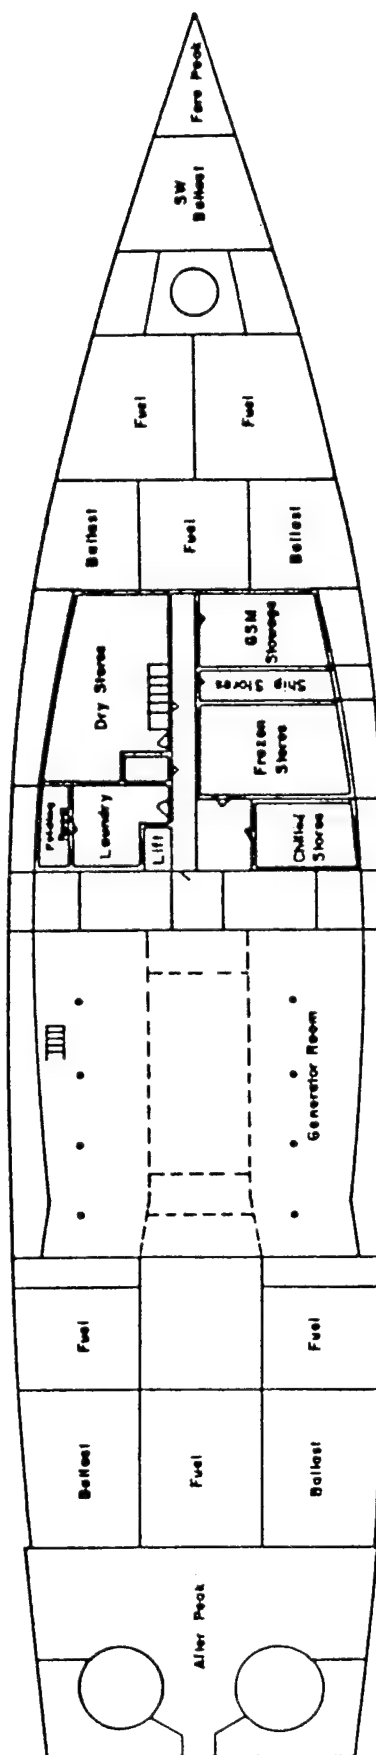 Fore Peak
SW
Ballast
Fuel
Fuel
Ballast
Fuel
Ballast
Dry Stores
GSM
Stowage
Ship Stores
Frozen
Stores
Laundry
Lift
Chilled
Stores
Generator Room
Fuel
Fuel
Ballast
Fuel
Ballast
After Peak